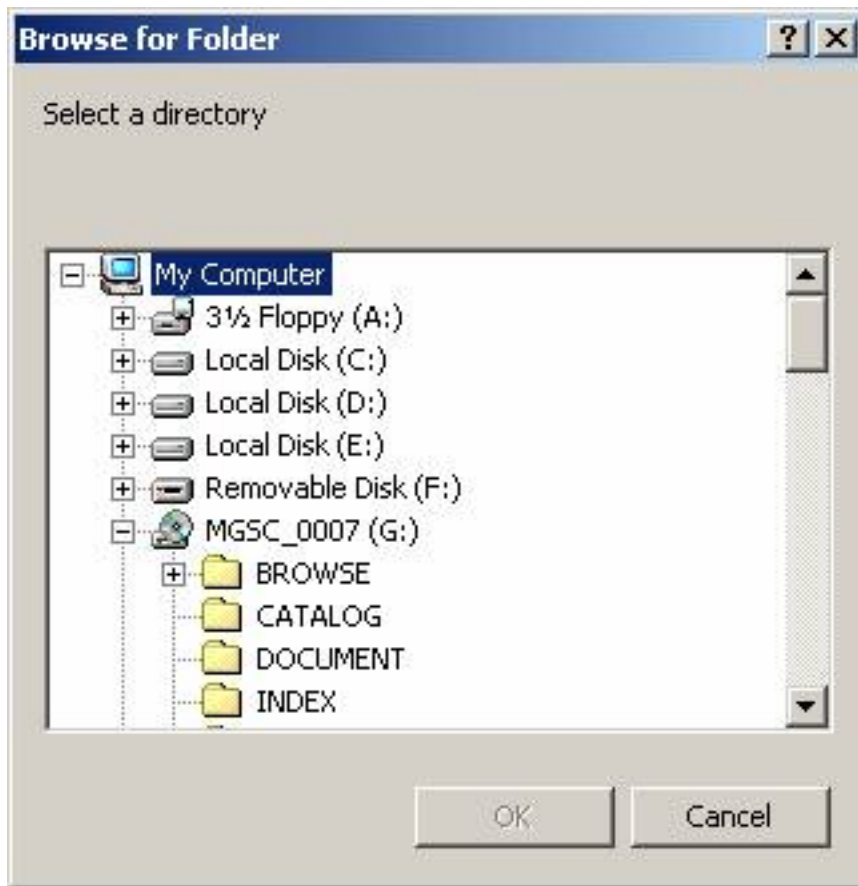 Browse for Folder
Select a directory
My Computer
3½ Floppy (A:)
Local Disk (C:)
Local Disk (D:)
Local Disk (E:)
Removable Disk (F:)
MGSC_0007 (G:)
BROWSE
CATALOG
DOCUMENT
INDEX
OK Cancel